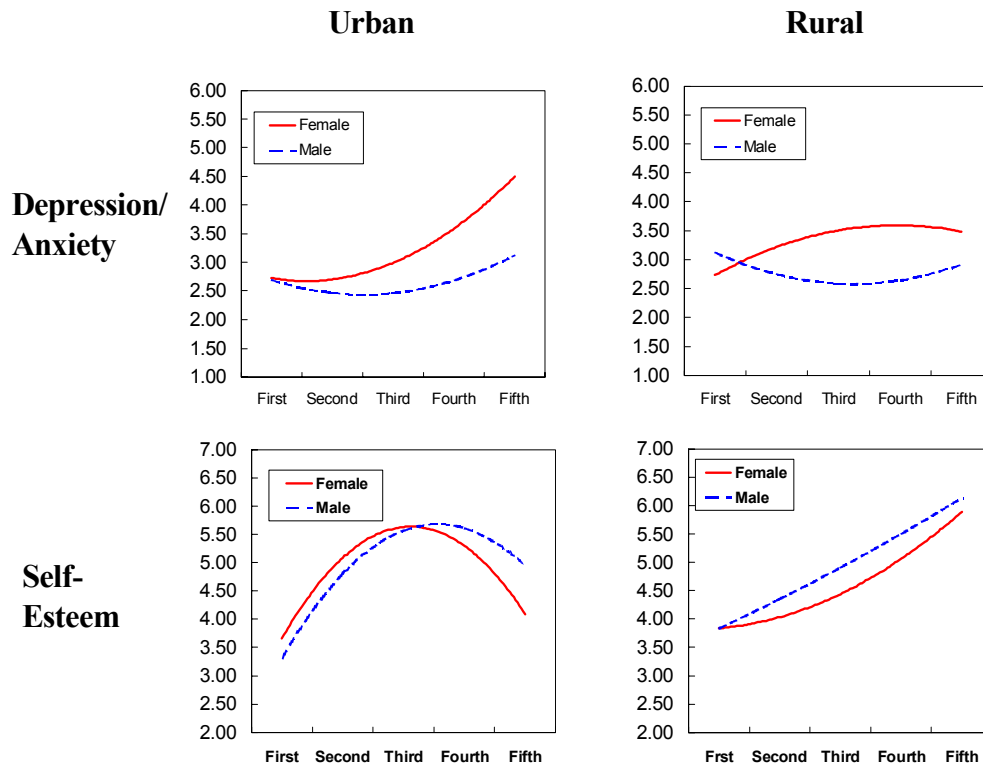 Urban
Rural
Depression/
Anxiety
6.00
5.50
5.00
4.50
4.00
3.50
3.00
2.50
2.00
1.50
1.00
Female
Male
First Second Third Fourth Fifth
6.00
5.50
5.00
4.50
4.00
3.50
3.00
2.50
2.00
1.50
1.00
Female
Male
First Second Third Fourth Fifth
Self-
Esteem
7.00
6.50
6.00
5.50
5.00
4.50
4.00
3.50
3.00
2.50
2.00
Female
Male
First Second Third Fourth Fifth
7.00
6.50
6.00
5.50
5.00
4.50
4.00
3.50
3.00
2.50
2.00
Female
Male
Frst Second Third Fourth Fifth